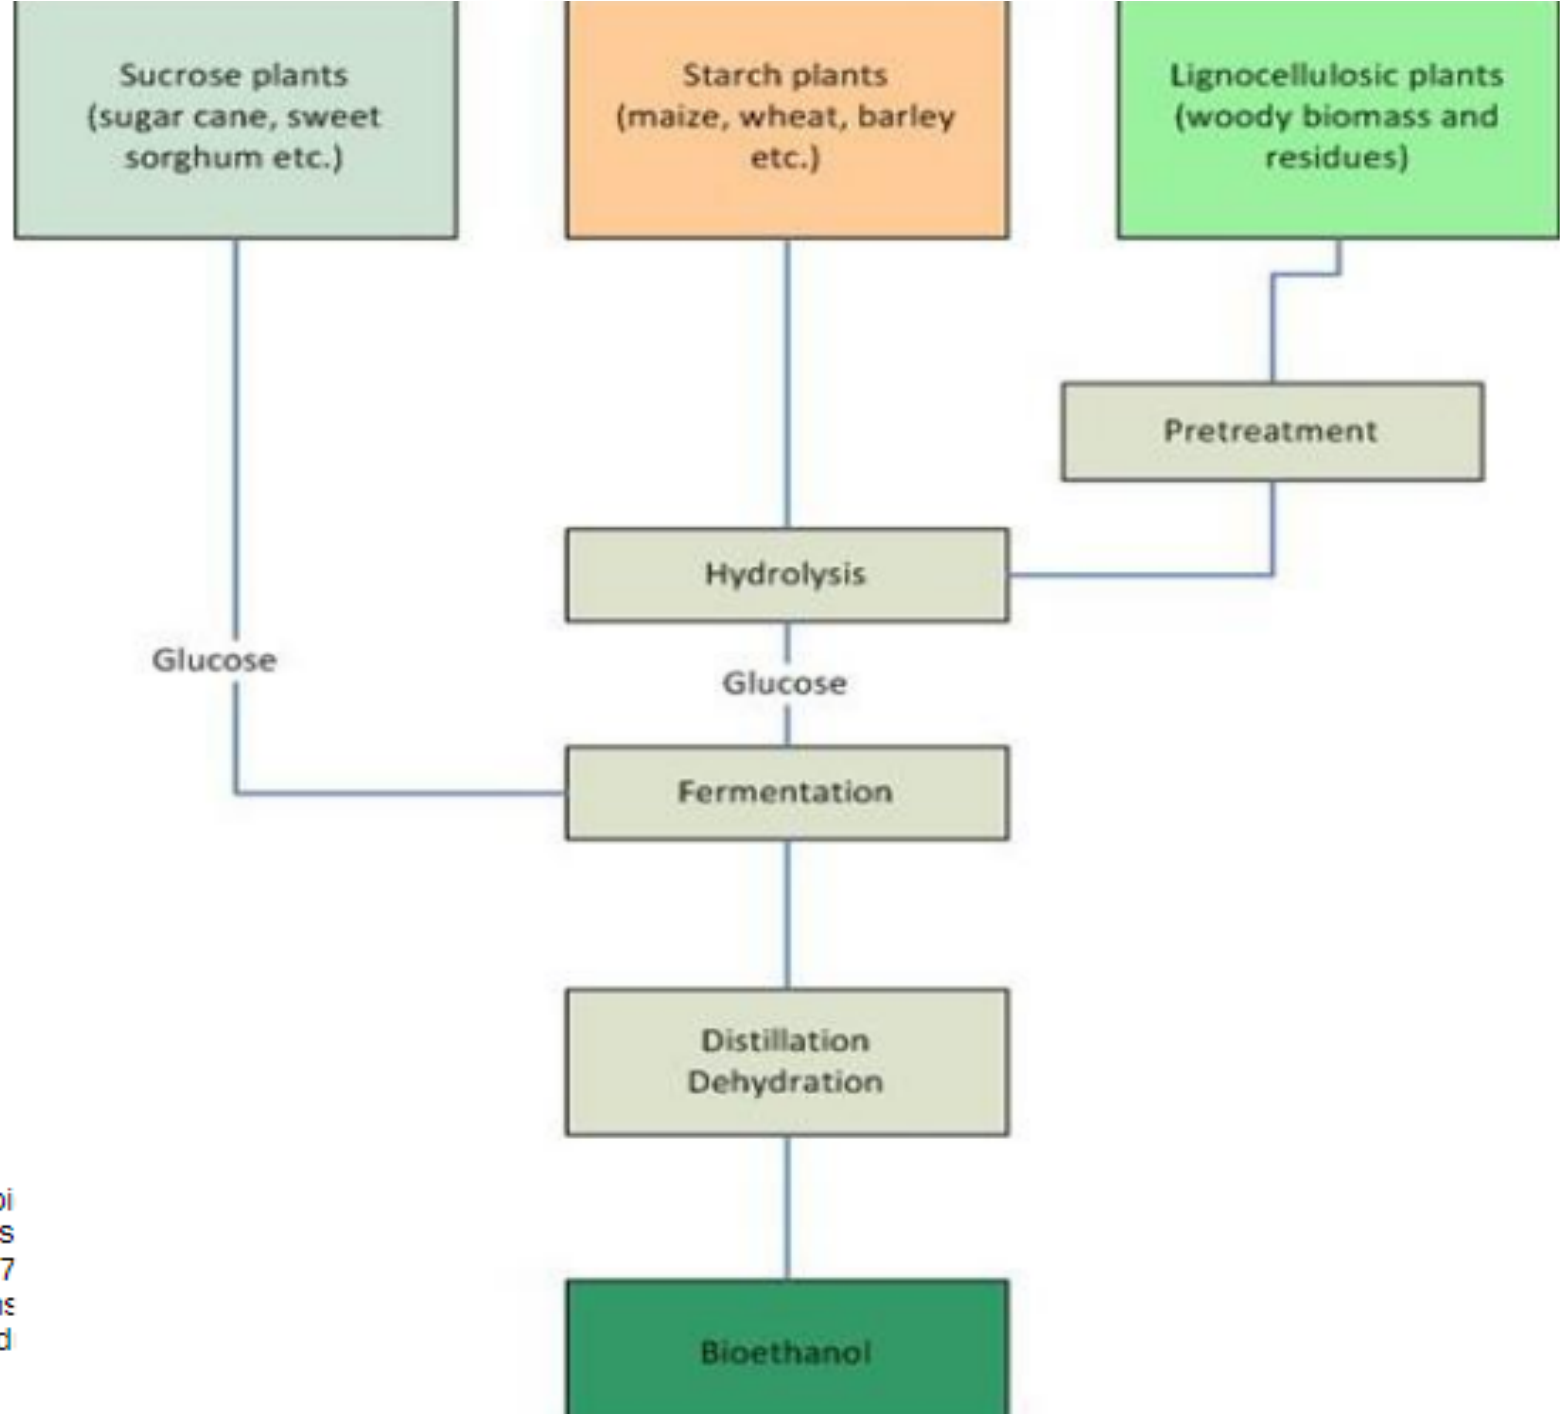 Sucrose plants
(sugar cane, sweet
sorghum etc.)
Starch plants
(maize, wheat, barley
etc.)
Lignocellulosic plants
(woody biomass and
residues)
Pretreatment
Hydrolysis
Glucose
Glucose
Fermentation
Distillation
Dehydration
Bioethanol
7